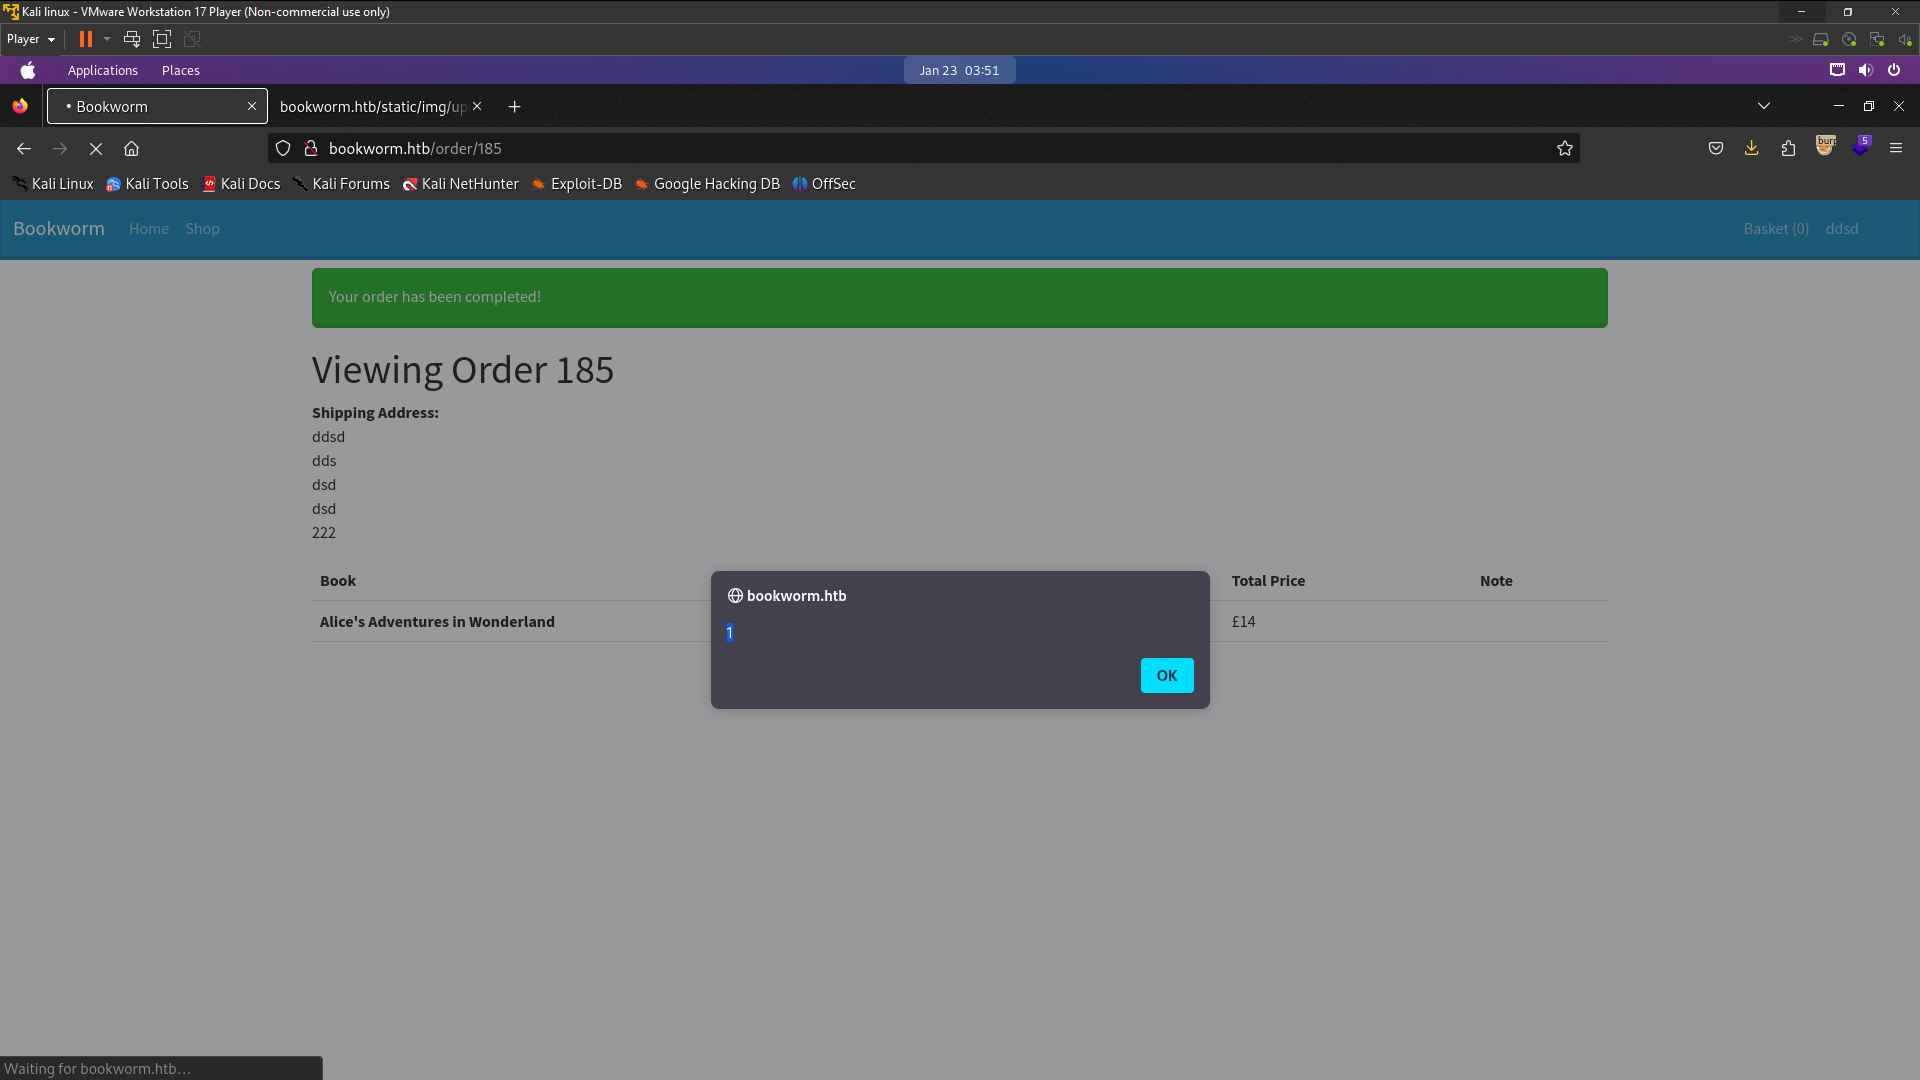 Kali linux - VMware Workstation 17 Player (Non-commercial use only)
Player
Applications Places Jan 23 03:51
• Bookworm bookworm.htb/static/img/up
bookworm.htb/order/185 5
Kali Linux Kali Tools Kali Docs Kali Forums Kali NetHunter Exploit-DB Google Hacking DB OffSec
Bookworm Home Shop Basket (0) ddsd
Your order has been completed!
Viewing Order 185
Shipping Address:
ddsd
dds
dsd
dsd
222
Book Total Price Note
Alice's Adventures in Wonderland £14
bookworm.htb
1
OK
Waiting for bookworm.htb…